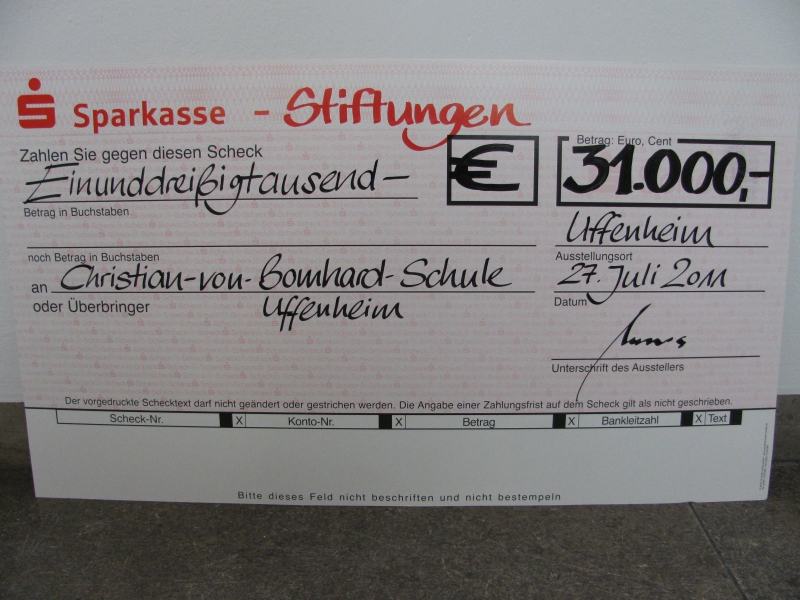 Sparkasse - Stiftungen
Zahlen Sie gegen diesen Scheck
Einunddreißigtausend—
Betrag in Buchstaben
€
Betrag: Euro, Cent
31.000,-
noch Betrag in Buchstaben
Uffenheim
Ausstellungsort
an Christian-von-Bomhard-Schule
oder Überbringer Uffenheim
27. Juli 2011
Datum
Unterschrift des Ausstellers
Der vorgedruckte Schecktext darf nicht geändert oder gestrichen werden. Die Angabe einer Zahlungsfrist auf dem Scheck gilt als nicht geschrieben.
Scheck-Nr. X Konto-Nr. X Betrag X Bankleitzahl X Text
Bitte dieses Feld nicht beschriften und nicht bestempeln